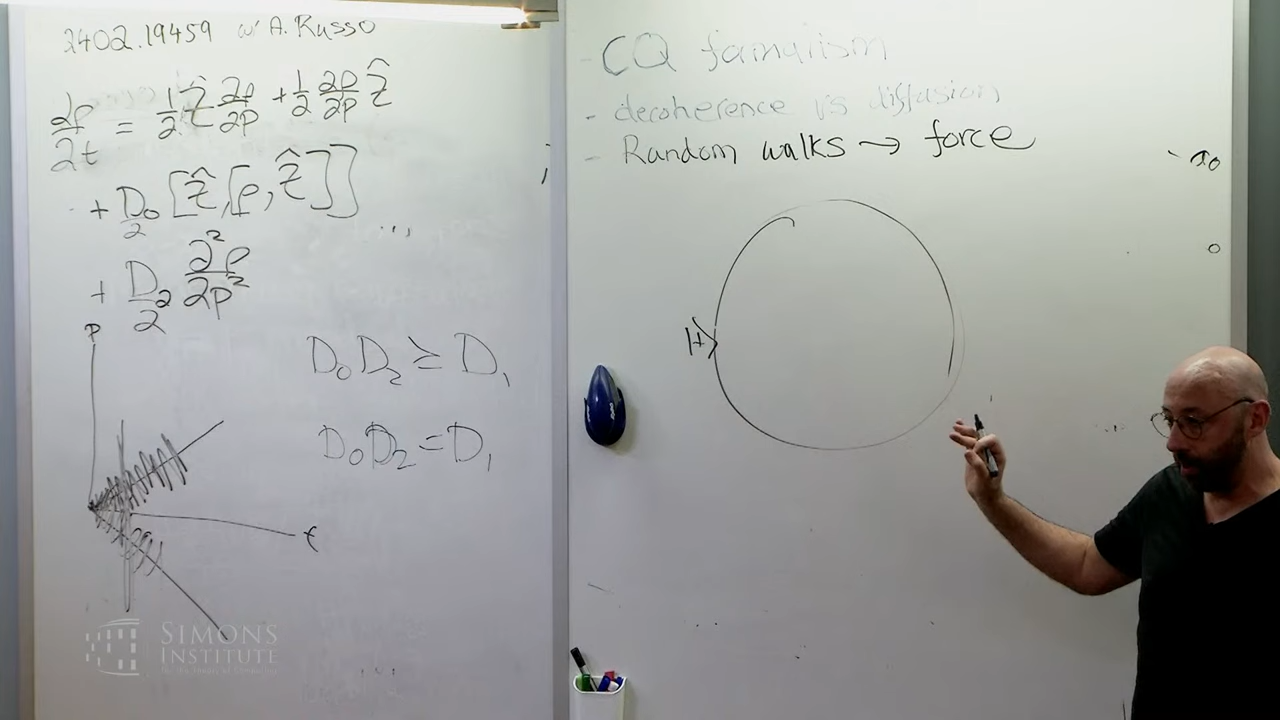 2402.19459 w/ A. Russo
∂ρ/∂t = 1/2 Ẑ ∂ρ/∂p + 1/2 ∂ρ/∂p Ẑ
+ D₀/2 [Ẑ,[ρ,Ẑ]]
...
+ D₂/2 ∂²ρ/∂p²
P
D₀D₂ ≥ D₁
D₀D₂ = D₁
t
SIMONS
INSTITUTE
- CQ formalism
- decoherence vs diffusion
- Random walks → force
|+>